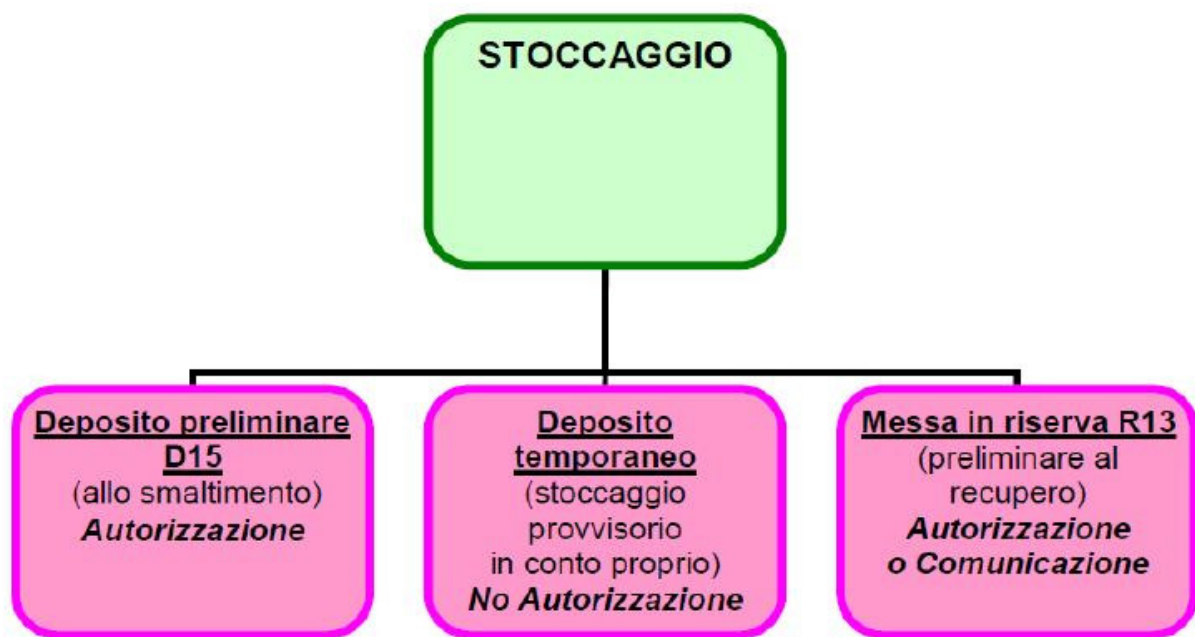 STOCCAGGIO
Deposito preliminare
D15
(allo smaltimento)
Autorizzazione
Deposito
temporaneo
(stoccaggio
provvisorio
in conto proprio)
No Autorizzazione
Messa in riserva R13
(preliminare al
recupero)
Autorizzazione
o Comunicazione